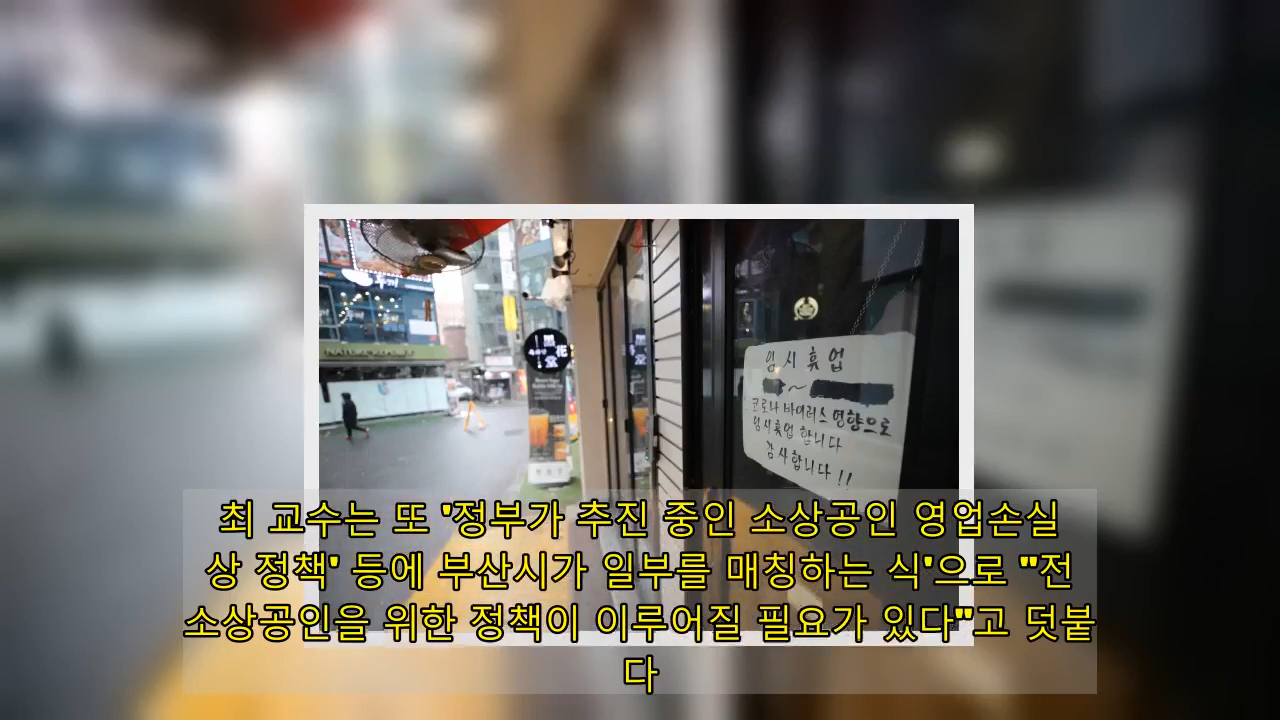 黑花堂
임시휴업
~
코로나 바이러스 영향으로
임시휴업 합니다
감사합니다!!
최 교수는 또 '정부가 추진 중인 소상공인 영업손실
상 정책' 등에 부산시가 일부를 매칭하는 식'으로 "전
소상공인을 위한 정책이 이루어질 필요가 있다"고 덧붙
다